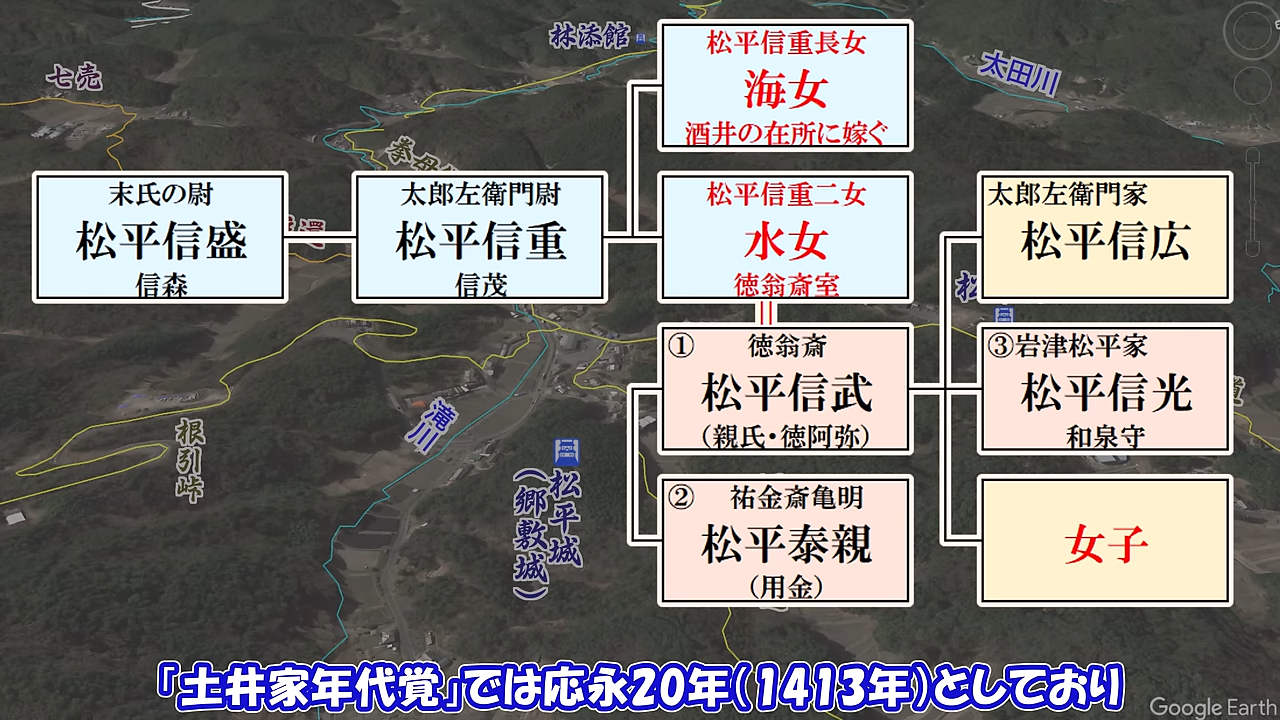 林添館
七売
太田川
松平信重長女
海女
酒井の在所に嫁ぐ
末氏の尉
松平信盛
信森
太郎左衛門尉
松平信重
信茂
松平信重二女
水女
徳翁斎室
太郎左衛門家
松平信広
①
徳翁斎
松平信武
（親氏・徳阿弥）
③岩津松平家
松平信光
和泉守
②
祐金斎亀明
松平泰親
（用金）
女子
滝川
根引峠
松平城
（郷敷城）
『土井家年代覚』では応永20年（1413年）としており
Google Earth